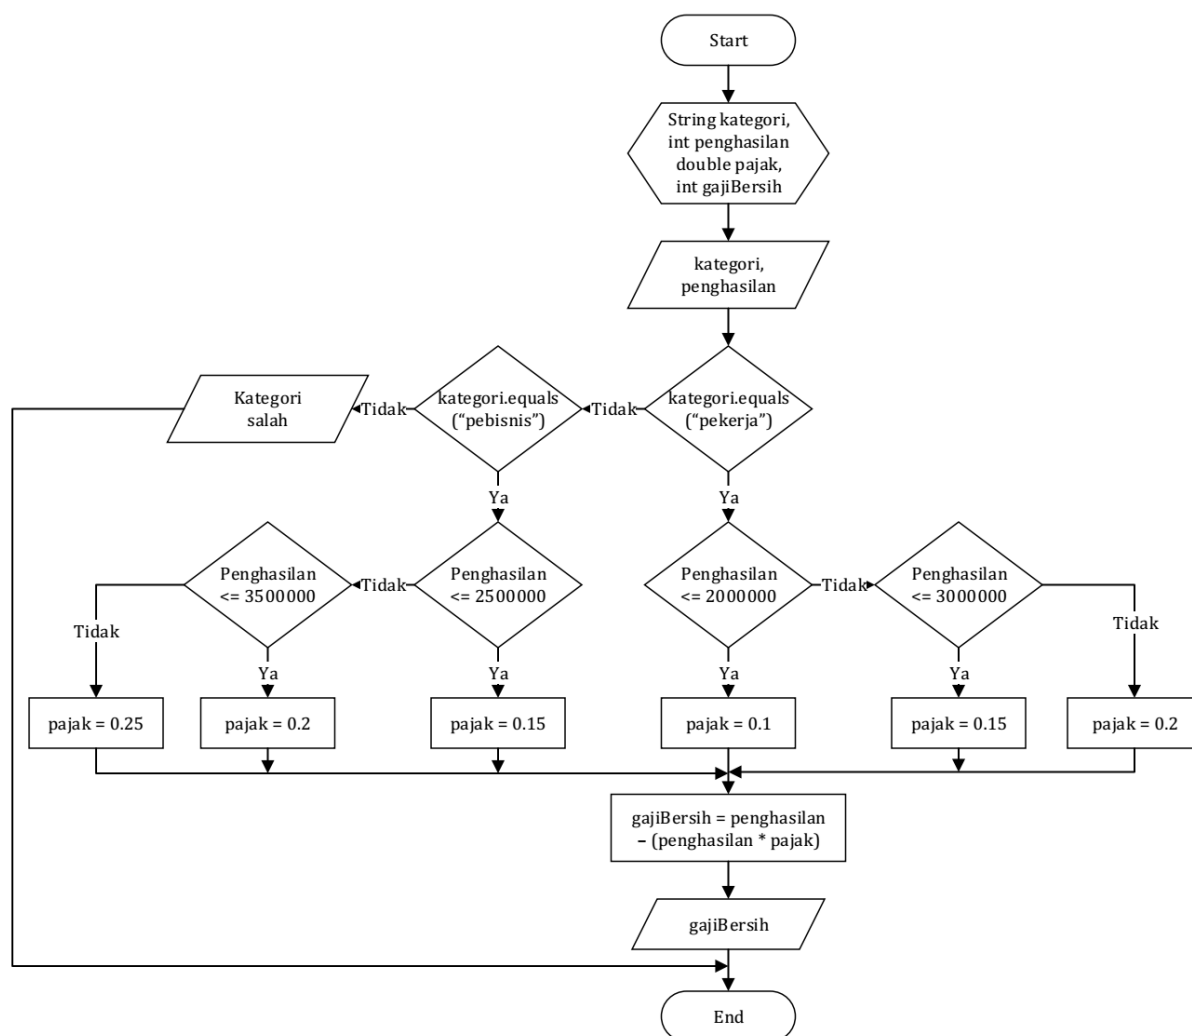 Start
String kategori,
int penghasilan
double pajak,
int gajiBersih
kategori,
penghasilan
Kategori
salah
Tidak
kategori.equals
(“pebisnis”)
Tidak
kategori.equals
(“pekerja”)
Ya
Ya
Penghasilan
<= 3500000
Tidak
Penghasilan
<= 2500000
Penghasilan
<= 2000000
Tidak
Penghasilan
<= 3000000
Tidak
Ya
Ya
Ya
Ya
Tidak
pajak = 0.25
pajak = 0.2
pajak = 0.15
pajak = 0.1
pajak = 0.15
pajak = 0.2
gajiBersih = penghasilan
– (penghasilan * pajak)
gajiBersih
End